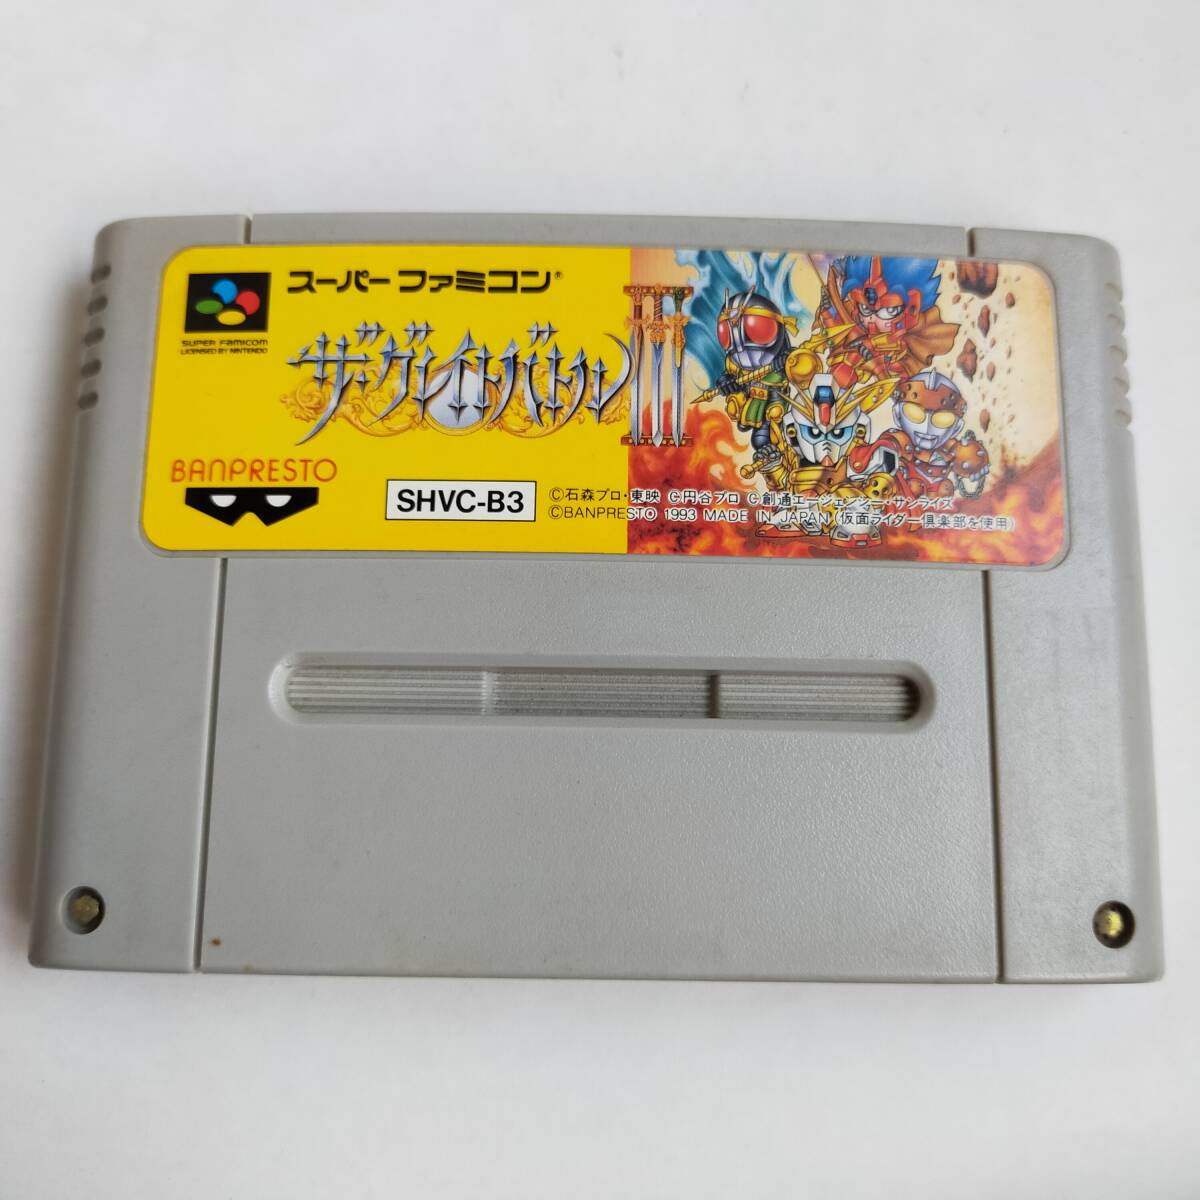 スーパーファミコン®
SUPER FAMICOM
LICENSED BY NINTENDO
ザ・グレイトバトルIII
BANPRESTO
SHVC-B3
©石森プロ・東映 ©円谷プロ ©創通エージェンシー・サンライズ
©BANPRESTO 1993 MADE IN JAPAN (仮面ライダー倶楽部を使用)